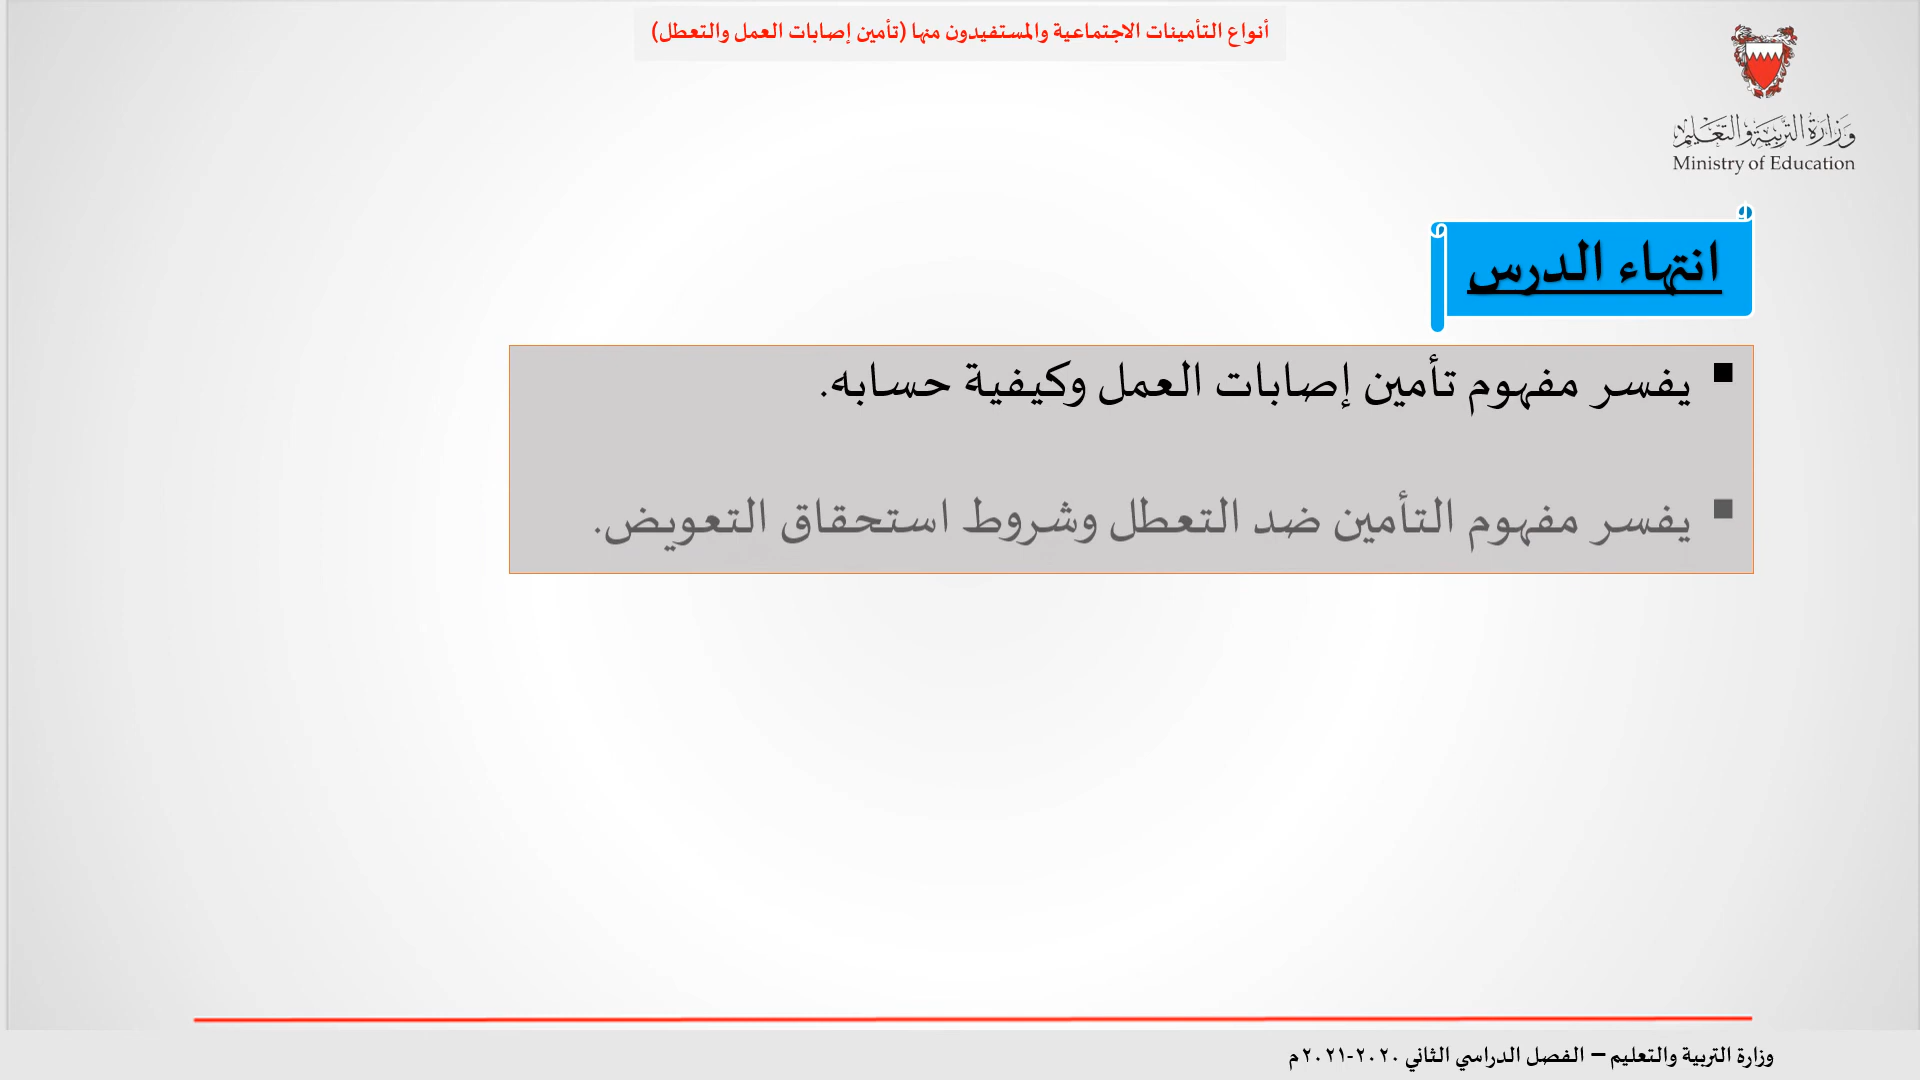 أنواع التأمينات الاجتماعية والمستفيدون منها (تأمين إصابات العمل والتعطل)
وزارة التربية والتعليم
Ministry of Education
انتهاء الدرس
▪ يفسر مفهوم تأمين إصابات العمل وكيفية حسابه.
▪ يفسر مفهوم التأمين ضد التعطل وشروط استحقاق التعويض.
وزارة التربية والتعليم – الفصل الدراسي الثاني ٢٠٢٠-٢٠٢١م